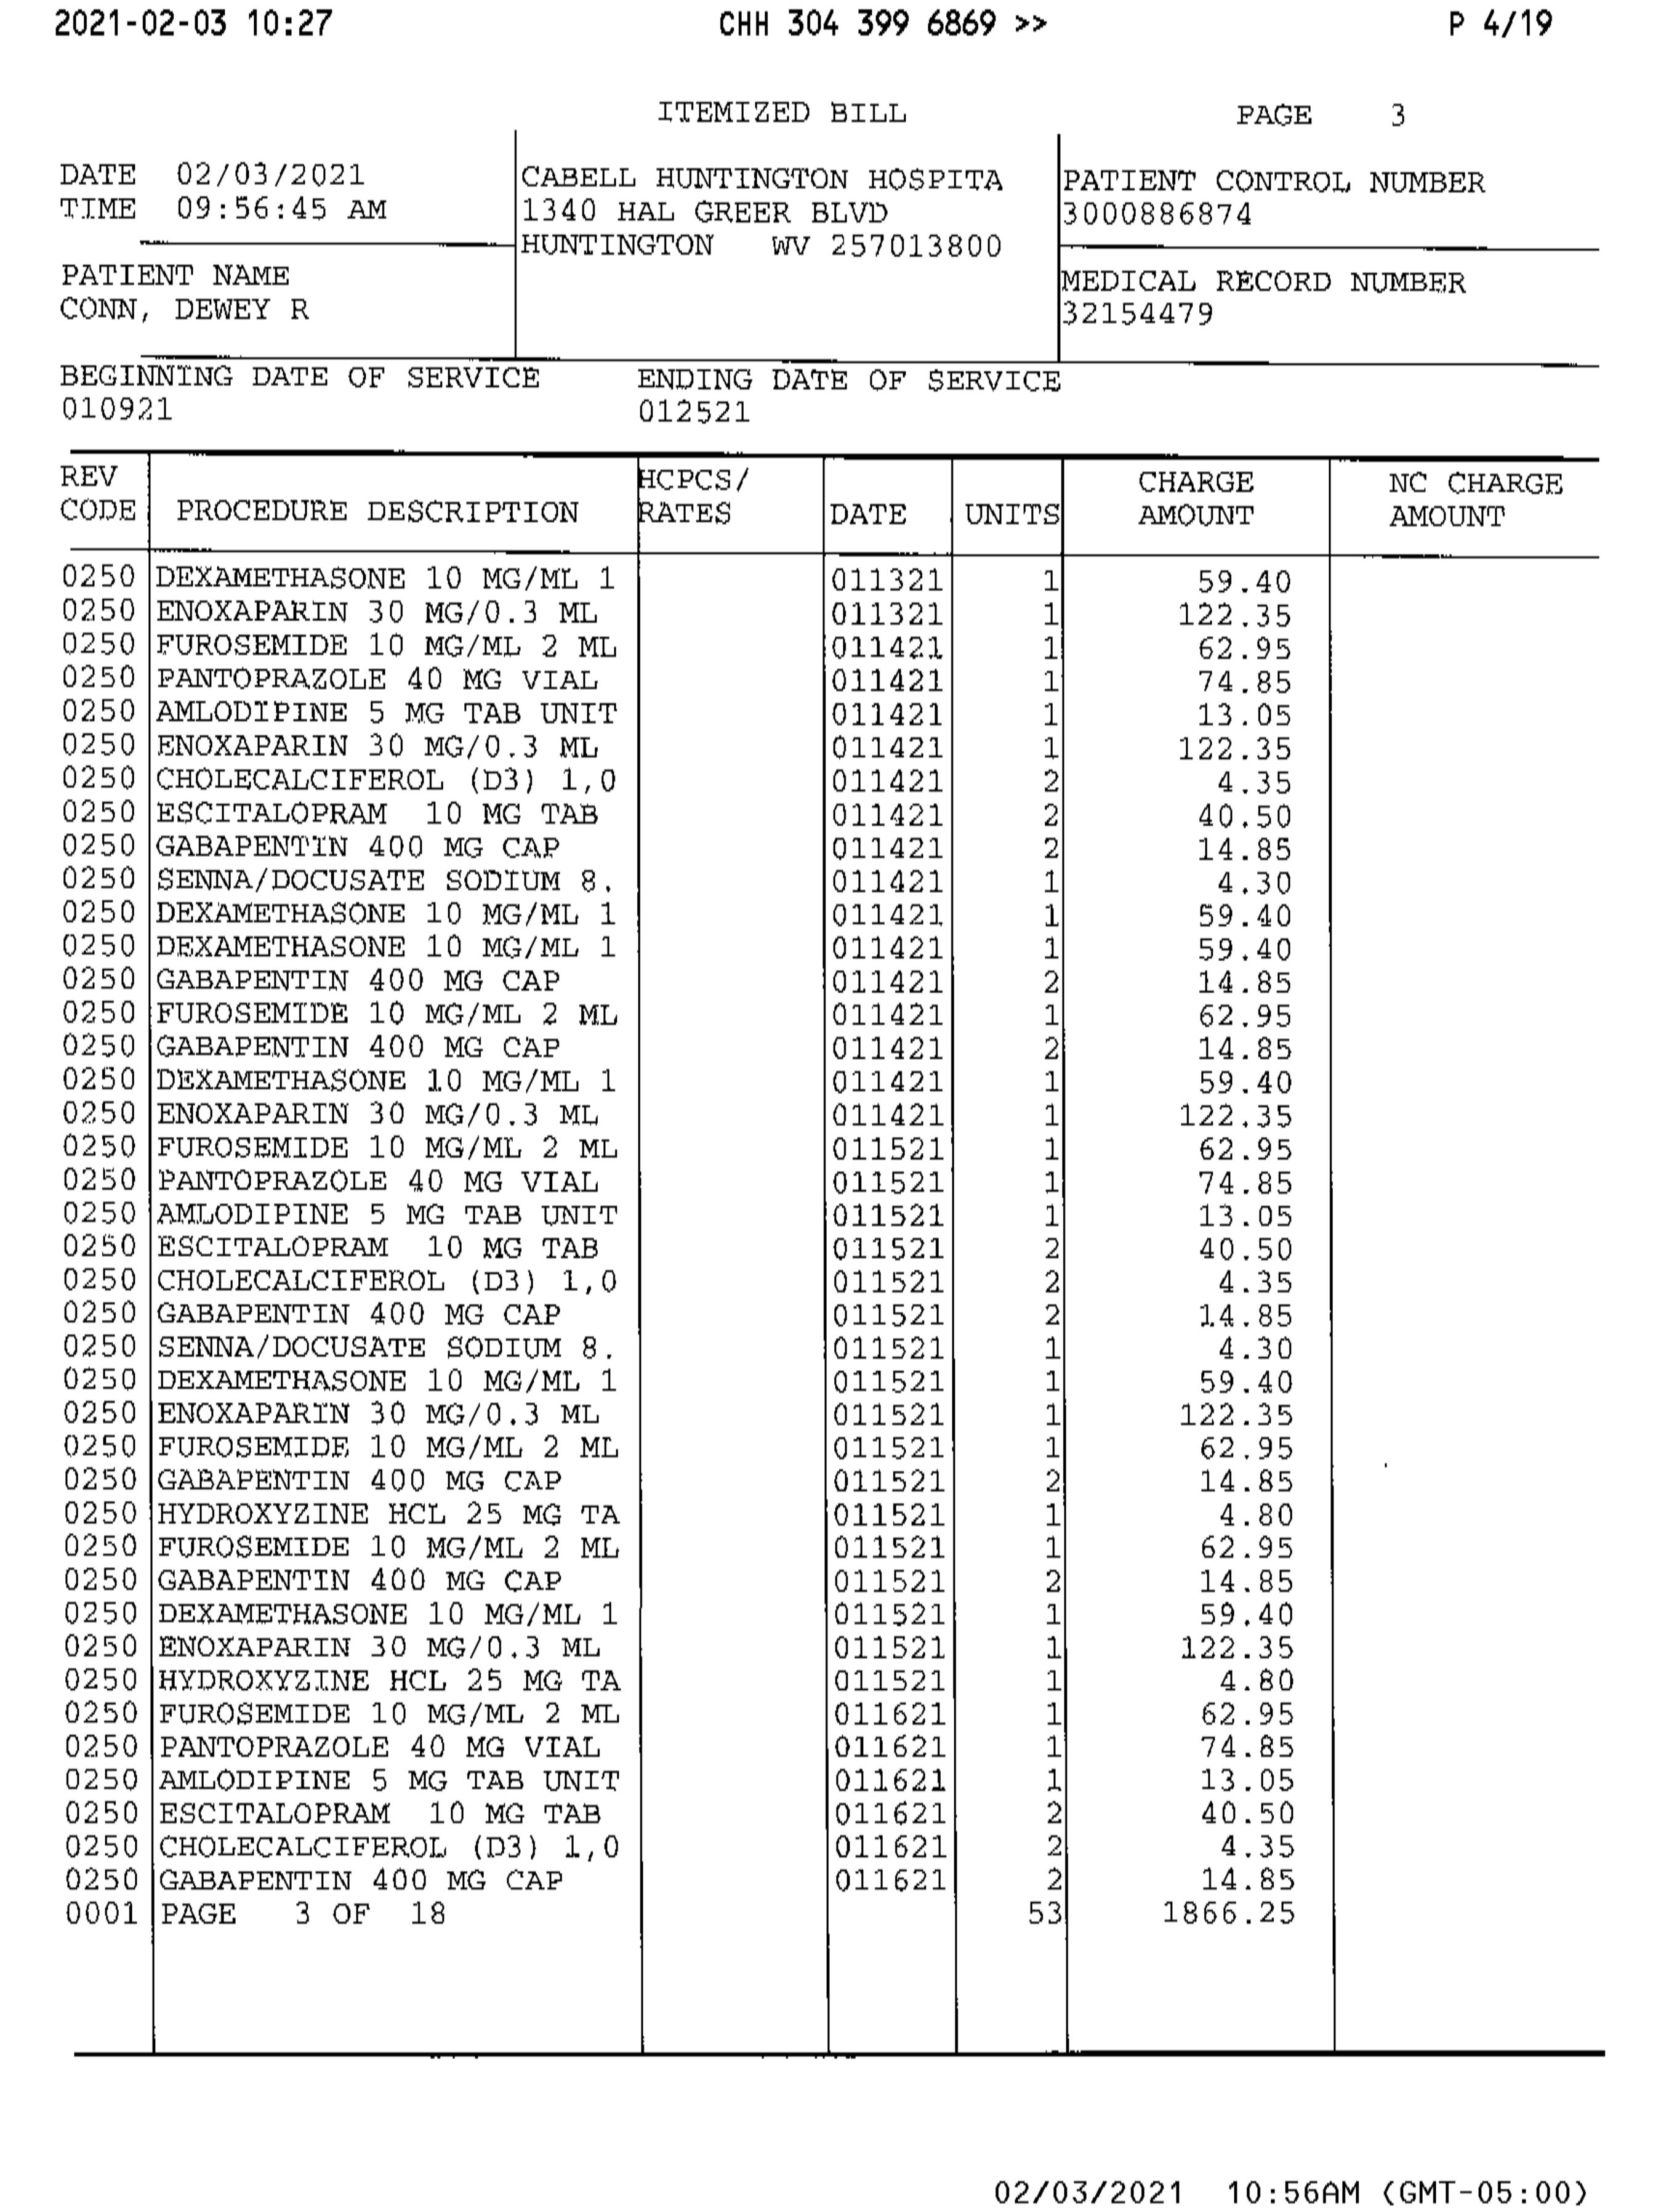 2021-02-03 10:27 CHH 304 399 6869 >> P 4/19
ITEMIZED BILL PAGE 3
DATE 02/03/2021 CABELL HUNTINGTON HOSPITA PATIENT CONTROL NUMBER
TIME 09:56:45 AM 1340 HAL GREER BLVD 3000886874
HUNTINGTON WV 257013800
PATIENT NAME MEDICAL RECORD NUMBER
CONN, DEWEY R 32154479
BEGINNING DATE OF SERVICE ENDING DATE OF SERVICE
010921 012521
REV HCPCS/ CHARGE NC CHARGE
CODE PROCEDURE DESCRIPTION RATES DATE UNITS AMOUNT AMOUNT
0250 DEXAMETHASONE 10 MG/ML 1 011321 1 59.40
0250 ENOXAPARIN 30 MG/0.3 ML 011321 1 122.35
0250 FUROSEMIDE 10 MG/ML 2 ML 011421 1 62.95
0250 PANTOPRAZOLE 40 MG VIAL 011421 1 74.85
0250 AMLODIPINE 5 MG TAB UNIT 011421 1 13.05
0250 ENOXAPARIN 30 MG/0.3 ML 011421 1 122.35
0250 CHOLECALCIFEROL (D3) 1,0 011421 2 4.35
0250 ESCITALOPRAM 10 MG TAB 011421 2 40.50
0250 GABAPENTIN 400 MG CAP 011421 2 14.85
0250 SENNA/DOCUSATE SODIUM 8. 011421 1 4.30
0250 DEXAMETHASONE 10 MG/ML 1 011421 1 59.40
0250 DEXAMETHASONE 10 MG/ML 1 011421 1 59.40
0250 GABAPENTIN 400 MG CAP 011421 2 14.85
0250 FUROSEMIDE 10 MG/ML 2 ML 011421 1 62.95
0250 GABAPENTIN 400 MG CAP 011421 2 14.85
0250 DEXAMETHASONE 10 MG/ML 1 011421 1 59.40
0250 ENOXAPARIN 30 MG/0.3 ML 011421 1 122.35
0250 FUROSEMIDE 10 MG/ML 2 ML 011521 1 62.95
0250 PANTOPRAZOLE 40 MG VIAL 011521 1 74.85
0250 AMLODIPINE 5 MG TAB UNIT 011521 1 13.05
0250 ESCITALOPRAM 10 MG TAB 011521 2 40.50
0250 CHOLECALCIFEROL (D3) 1,0 011521 2 4.35
0250 GABAPENTIN 400 MG CAP 011521 2 14.85
0250 SENNA/DOCUSATE SODIUM 8. 011521 1 4.30
0250 DEXAMETHASONE 10 MG/ML 1 011521 1 59.40
0250 ENOXAPARIN 30 MG/0.3 ML 011521 1 122.35
0250 FUROSEMIDE 10 MG/ML 2 ML 011521 1 62.95
0250 GABAPENTIN 400 MG CAP 011521 2 14.85
0250 HYDROXYZINE HCL 25 MG TA 011521 1 4.80
0250 FUROSEMIDE 10 MG/ML 2 ML 011521 1 62.95
0250 GABAPENTIN 400 MG CAP 011521 2 14.85
0250 DEXAMETHASONE 10 MG/ML 1 011521 1 59.40
0250 ENOXAPARIN 30 MG/0.3 ML 011521 1 122.35
0250 HYDROXYZINE HCL 25 MG TA 011521 1 4.80
0250 FUROSEMIDE 10 MG/ML 2 ML 011621 1 62.95
0250 PANTOPRAZOLE 40 MG VIAL 011621 1 74.85
0250 AMLODIPINE 5 MG TAB UNIT 011621 1 13.05
0250 ESCITALOPRAM 10 MG TAB 011621 2 40.50
0250 CHOLECALCIFEROL (D3) 1,0 011621 2 4.35
0250 GABAPENTIN 400 MG CAP 011621 2 14.85
0001 PAGE 3 OF 18 53 1866.25
02/03/2021 10:56AM (GMT-05:00)